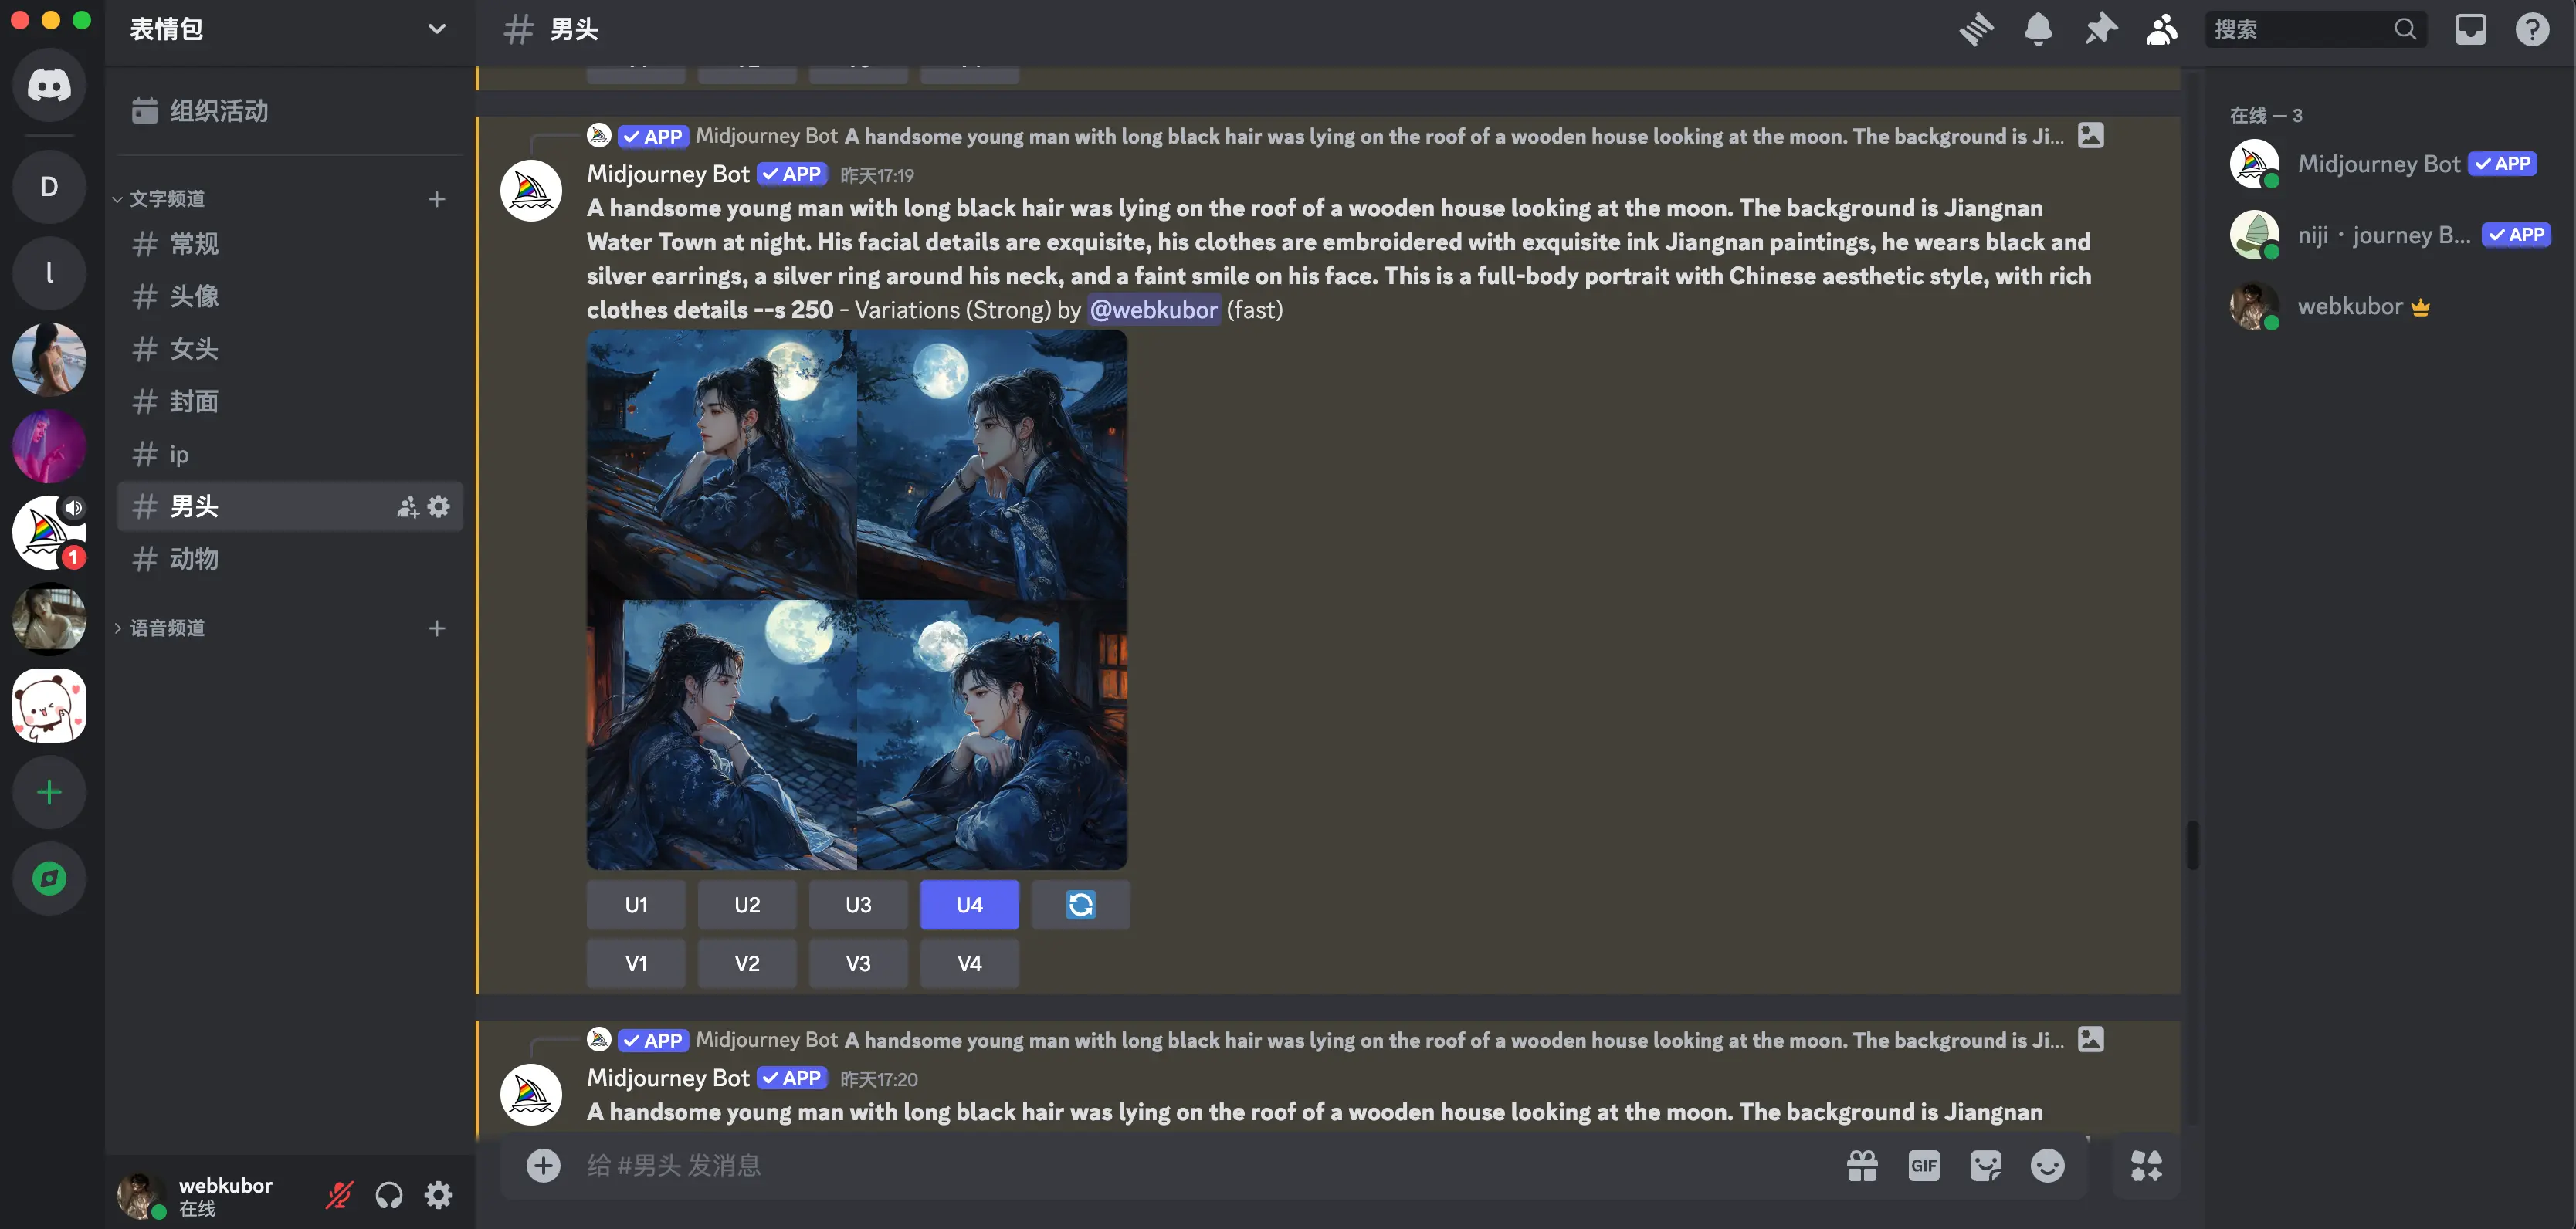 表情包
组织活动
文字频道
常规
头像
女头
封面
ip
男头
动物
语音频道
D
l
1
webkubor
在线
男头
搜索
APP Midjourney Bot A handsome young man with long black hair was lying on the roof of a wooden house looking at the moon. The background is Ji...
Midjourney Bot APP 昨天17:19
A handsome young man with long black hair was lying on the roof of a wooden house looking at the moon. The background is Jiangnan
Water Town at night. His facial details are exquisite, his clothes are embroidered with exquisite ink Jiangnan paintings, he wears black and
silver earrings, a silver ring around his neck, and a faint smile on his face. This is a full-body portrait with Chinese aesthetic style, with rich
clothes details --s 250 - Variations (Strong) by @webkubor (fast)
U1 U2 U3 U4
V1 V2 V3 V4
APP Midjourney Bot A handsome young man with long black hair was lying on the roof of a wooden house looking at the moon. The background is Ji...
Midjourney Bot APP 昨天17:20
A handsome young man with long black hair was lying on the roof of a wooden house looking at the moon. The background is Jiangnan
给 #男头 发消息
GIF
在线 — 3
Midjourney Bot APP
niji · journey B... APP
webkubor